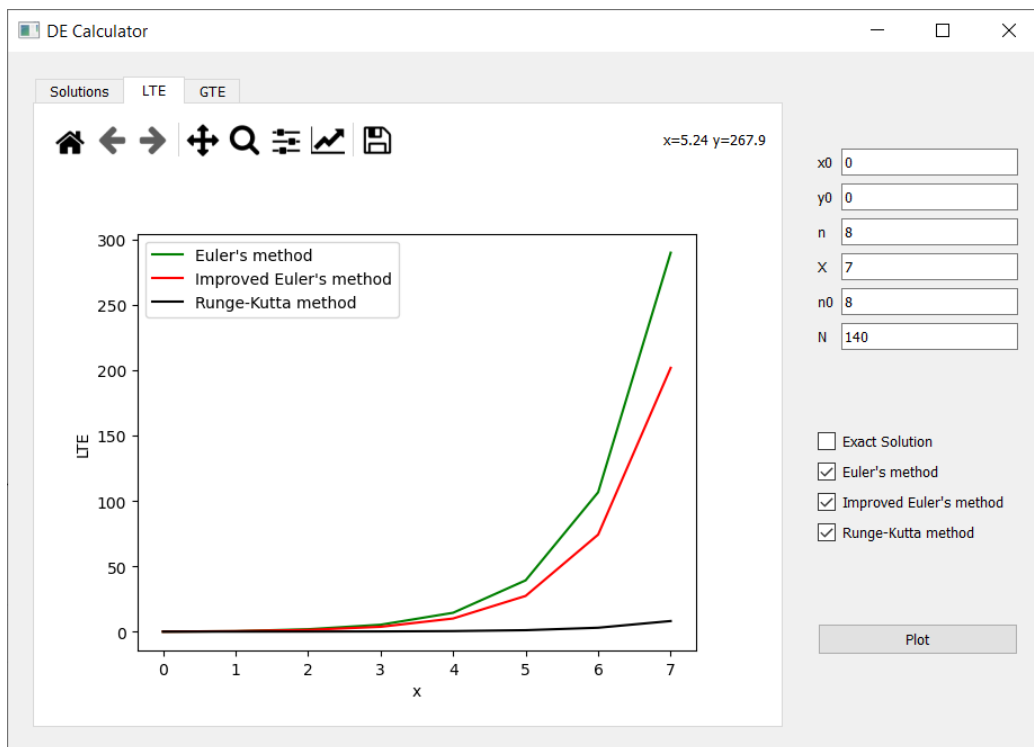 DE Calculator
Solutions LTE GTE
x=5.24 y=267.9
x0 0
y0 0
n 8
X 7
n0 8
N 140
300
250
200
150
100
50
0
LTE
Euler's method
Improved Euler's method
Runge-Kutta method
0 1 2 3 4 5 6 7
x
Exact Solution
Euler's method
Improved Euler's method
Runge-Kutta method
Plot